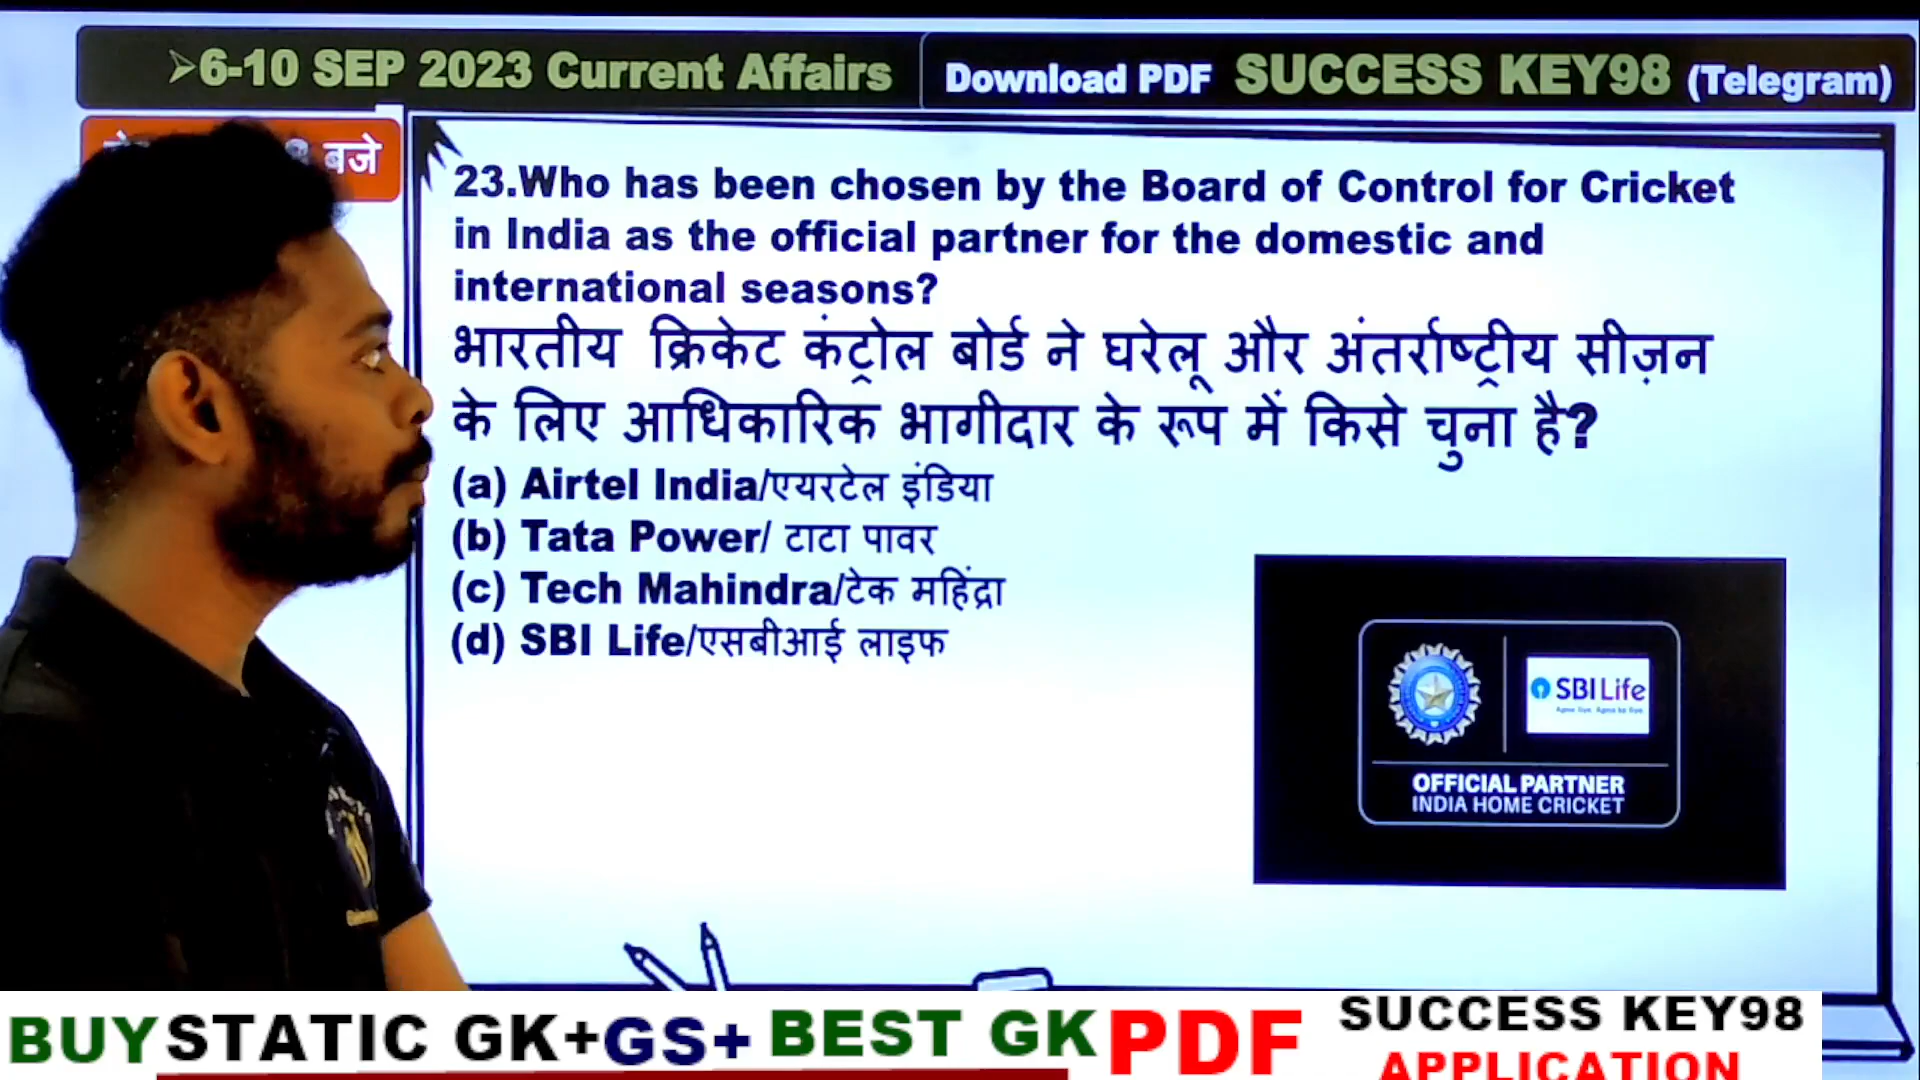 ➢6-10 SEP 2023 Current Affairs
Download PDF SUCCESS KEY98 (Telegram)
बजे
23.Who has been chosen by the Board of Control for Cricket
in India as the official partner for the domestic and
international seasons?
भारतीय क्रिकेट कंट्रोल बोर्ड ने घरेलू और अंतर्राष्ट्रीय सीज़न
के लिए आधिकारिक भागीदार के रूप में किसे चुना है?
(a) Airtel India/एयरटेल इंडिया
(b) Tata Power/ टाटा पावर
(c) Tech Mahindra/टेक महिंद्रा
(d) SBI Life/एसबीआई लाइफ
SBI Life
OFFICIAL PARTNER
INDIA HOME CRICKET
BUY STATIC GK+GS+ BEST GK PDF
SUCCESS KEY98
APPLICATION